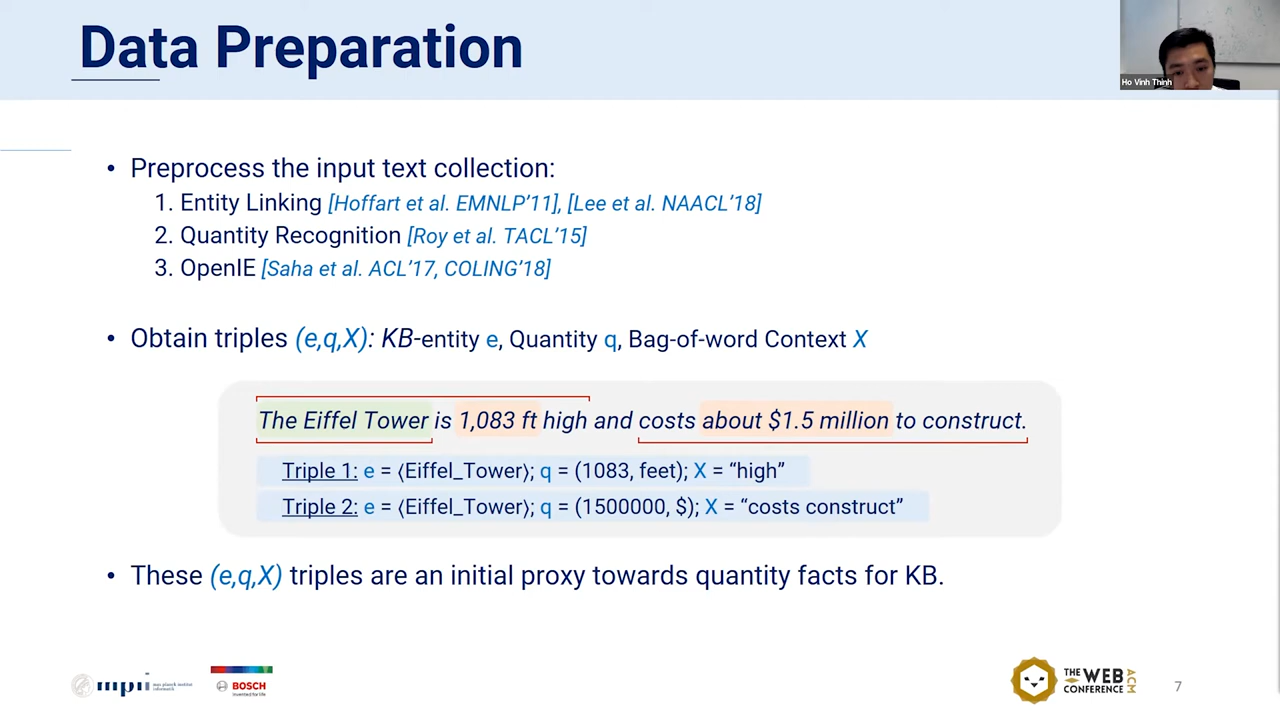 Data Preparation
Ho Vinh Thinh
• Preprocess the input text collection:
1. Entity Linking [Hoffart et al. EMNLP’11], [Lee et al. NAACL’18]
2. Quantity Recognition [Roy et al. TACL’15]
3. OpenIE [Saha et al. ACL’17, COLING’18]
• Obtain triples (e,q,X): KB-entity e, Quantity q, Bag-of-word Context X
The Eiffel Tower is 1,083 ft high and costs about $1.5 million to construct.
Triple 1: e = ⟨Eiffel_Tower⟩; q = (1083, feet); X = “high”
Triple 2: e = ⟨Eiffel_Tower⟩; q = (1500000, $); X = “costs construct”
• These (e,q,X) triples are an initial proxy towards quantity facts for KB.
mpii max planck institut informatik
BOSCH
Invented for life
THE WEB CONFERENCE
ACM
7